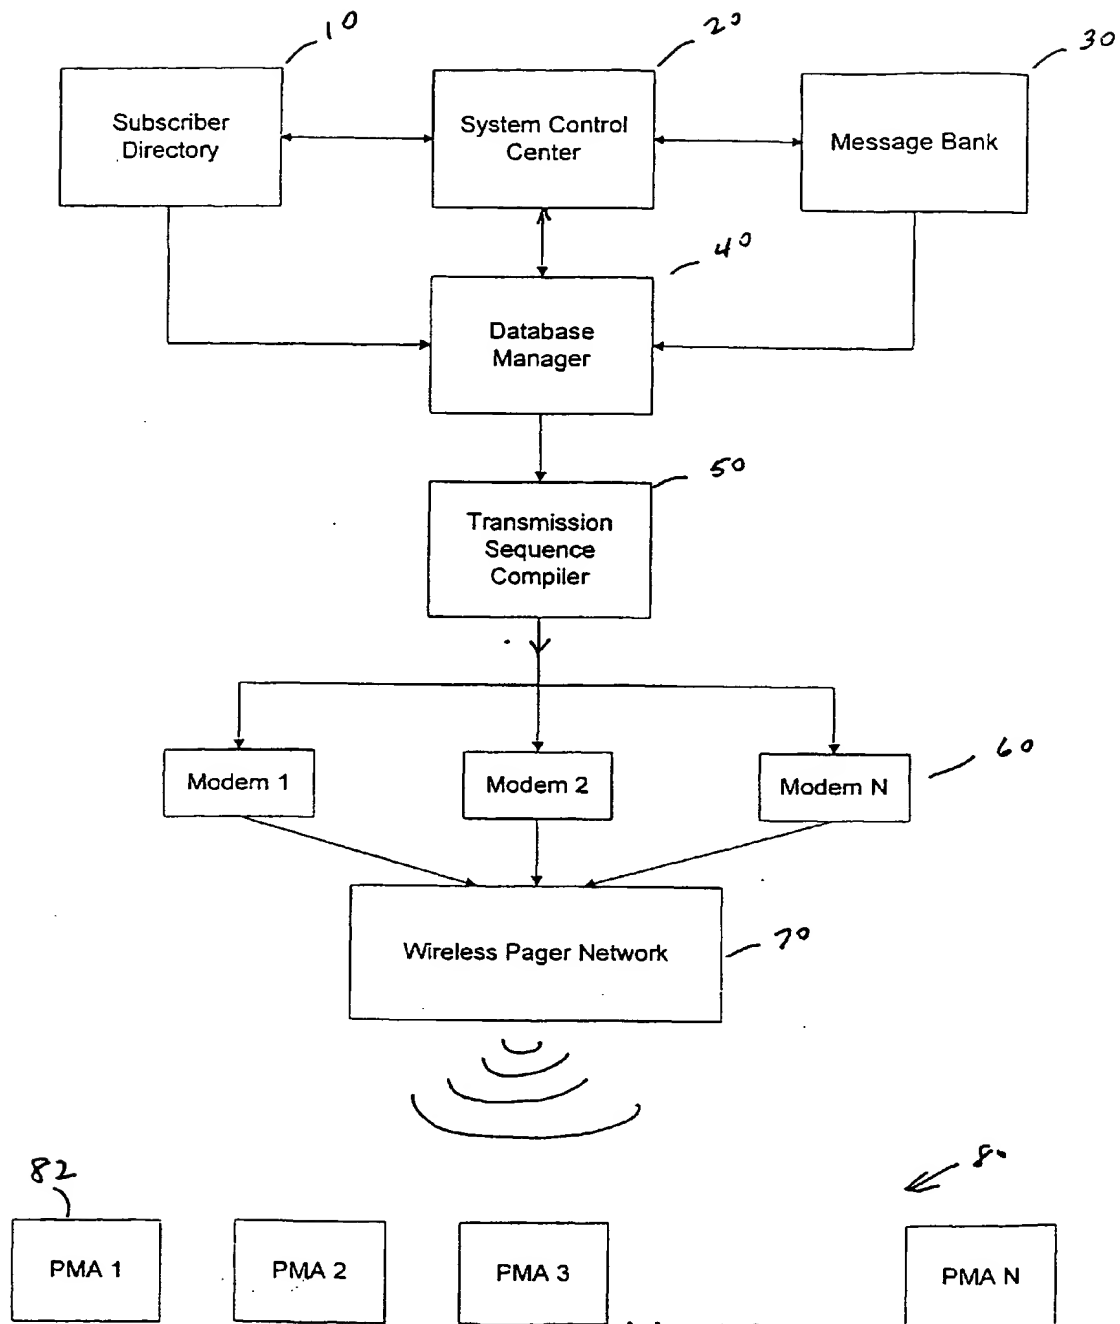 10
20
30
Subscriber
Directory
System Control
Center
Message Bank
40
Database
Manager
50
Transmission
Sequence
Compiler
60
Modem 1
Modem 2
Modem N
70
Wireless Pager Network
82
80
PMA 1
PMA 2
PMA 3
PMA N